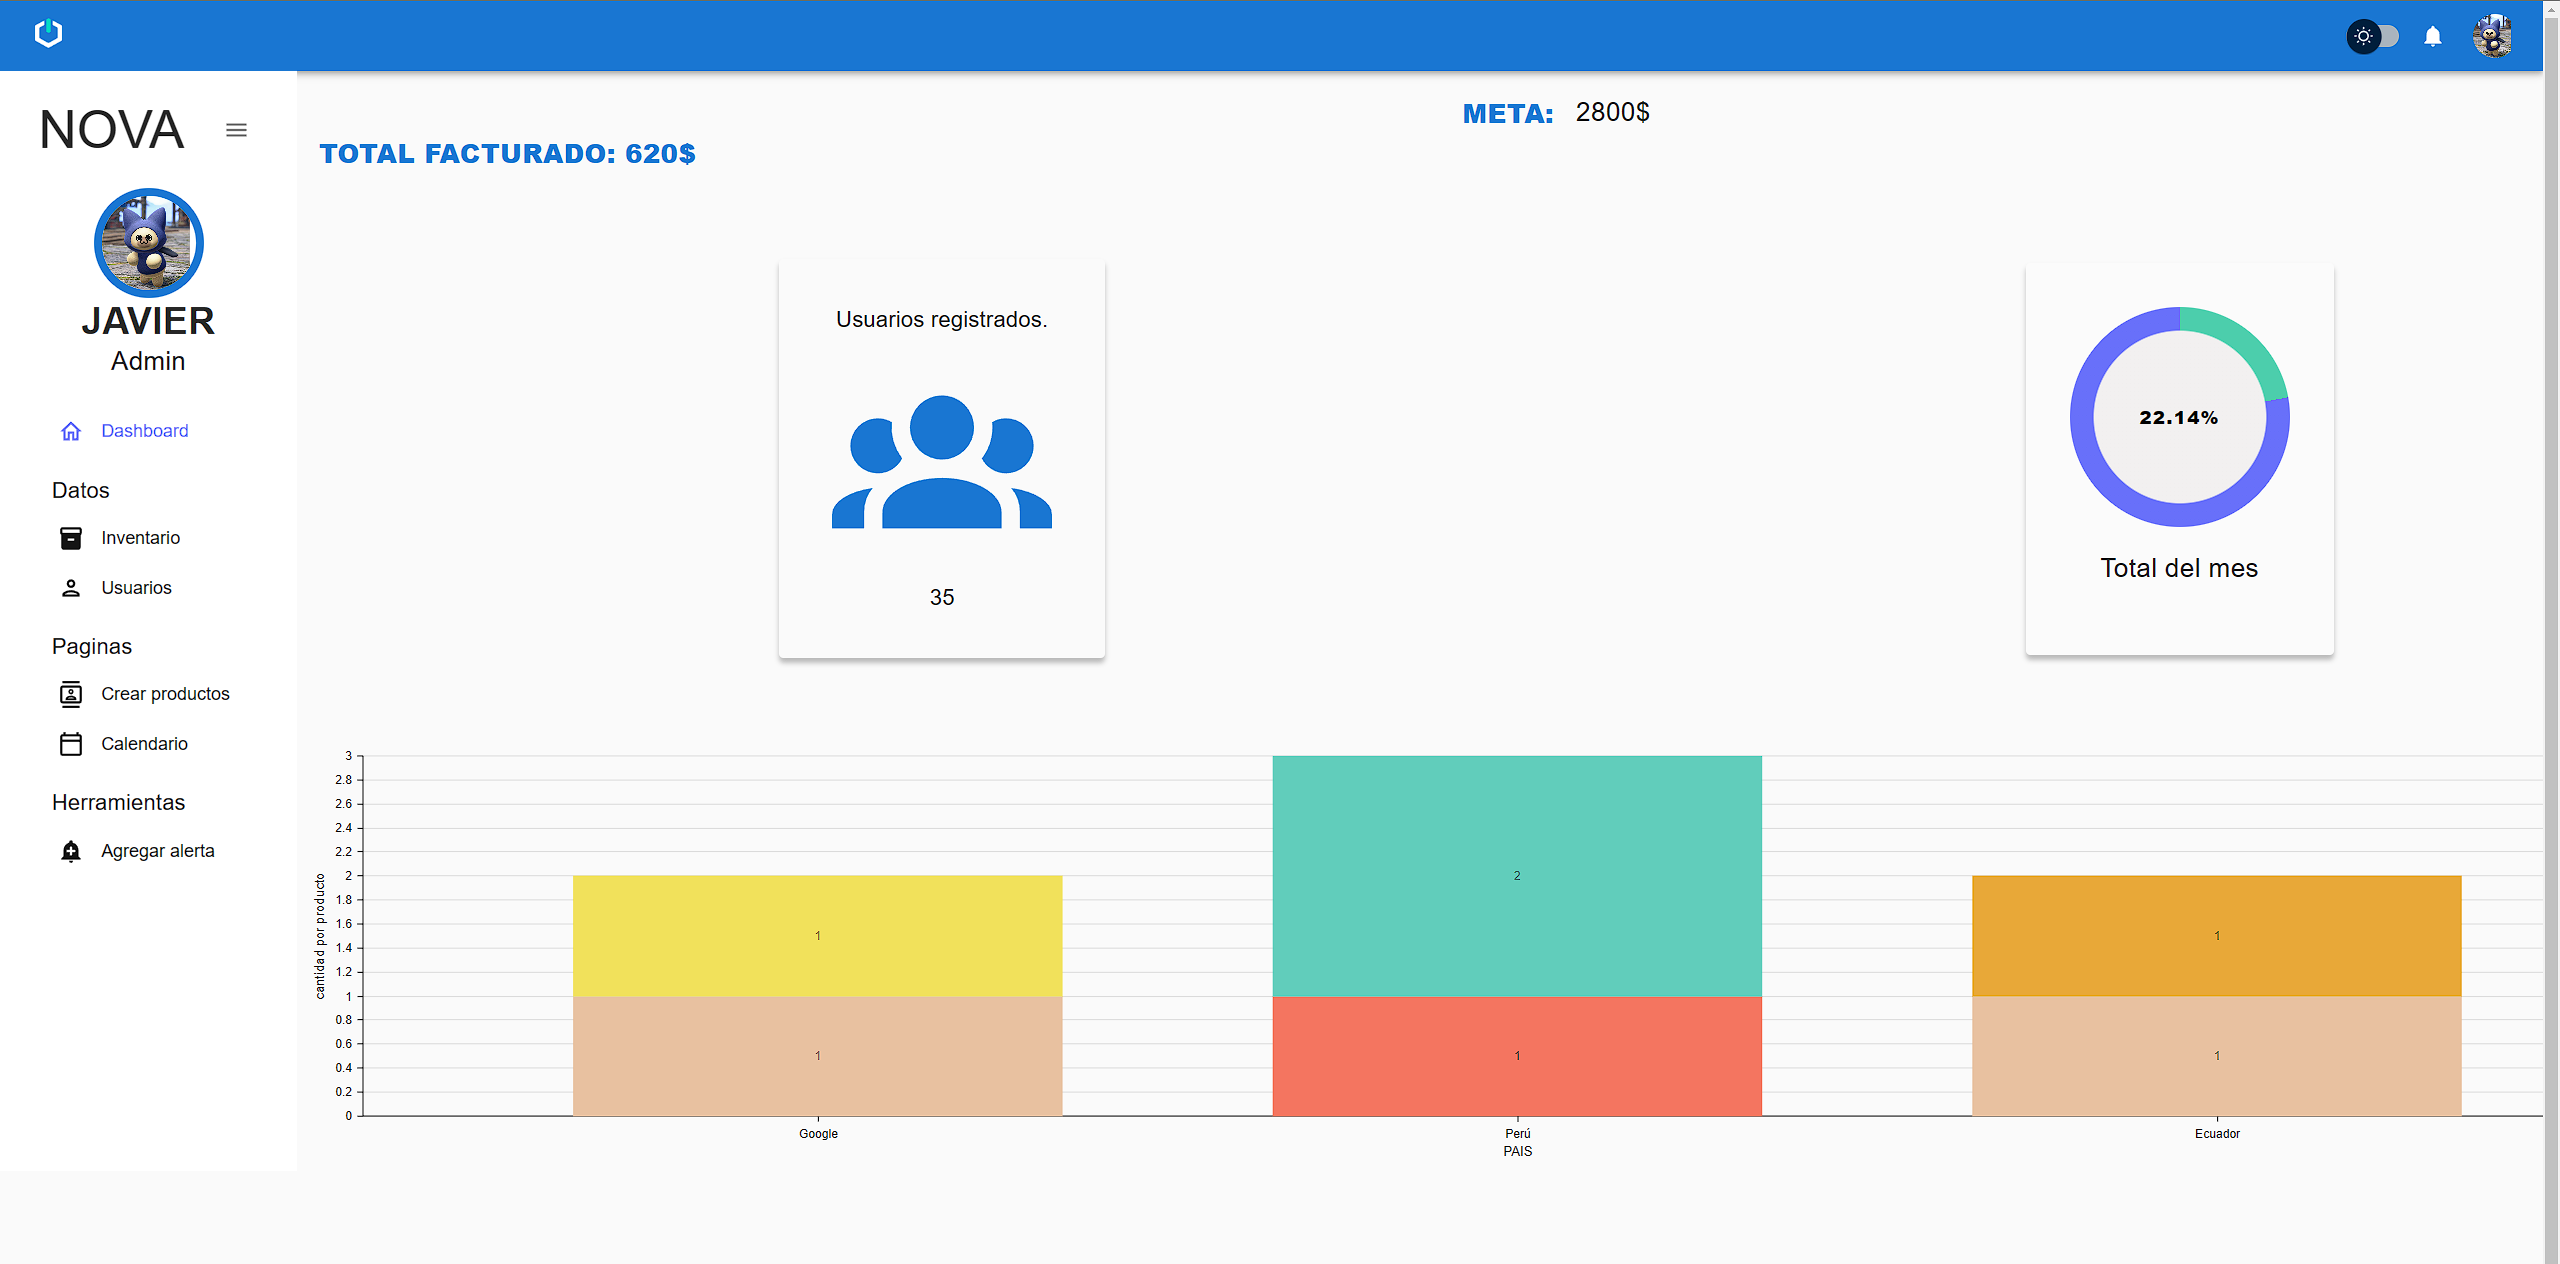 NOVA
JAVIER
Admin
Dashboard
Datos
Inventario
Usuarios
Paginas
Crear productos
Calendario
Herramientas
Agregar alerta
META: 2800$
TOTAL FACTURADO: 620$
Usuarios registrados.
35
22.14%
Total del mes
cantidad por producto
3
2.8
2.6
2.4
2.2
2
1.8
1.6
1.4
1.2
1
0.8
0.6
0.4
0.2
0
1
1
2
1
1
1
Google
Perú
Ecuador
PAIS